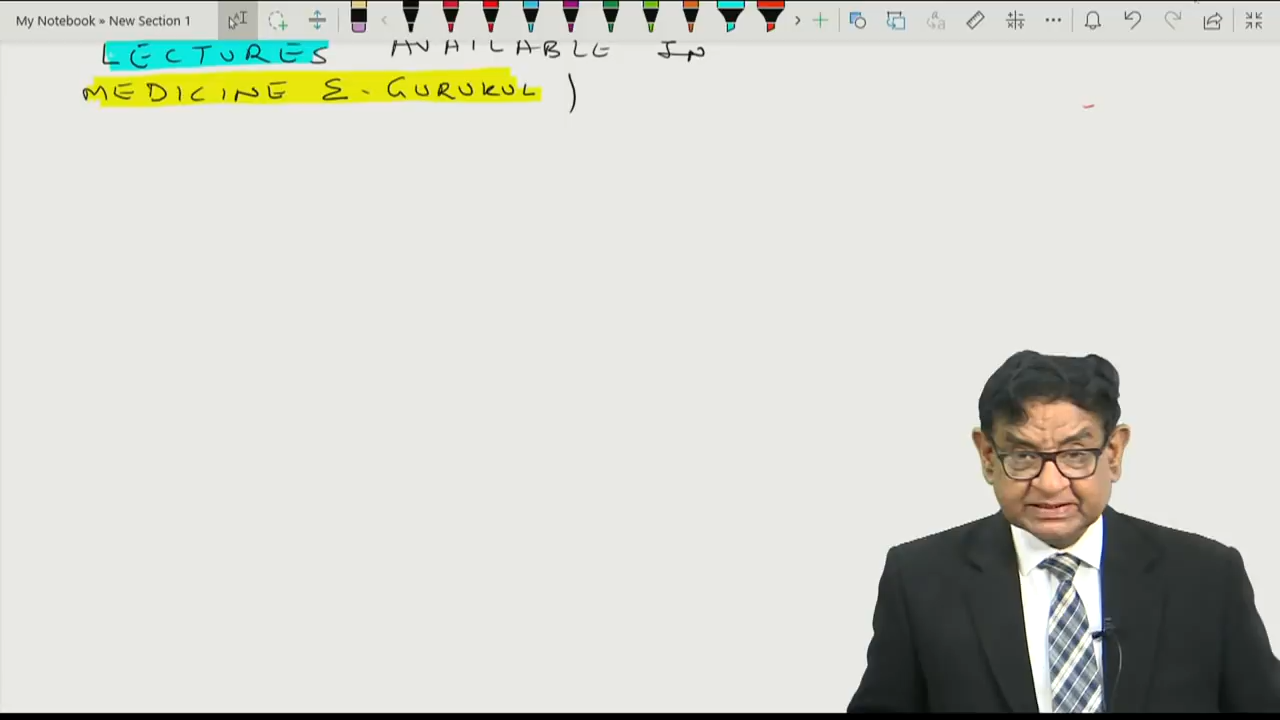 My Notebook » New Section 1
LECTURES AVAILABLE IN
MEDICINE E-GURUKUL )